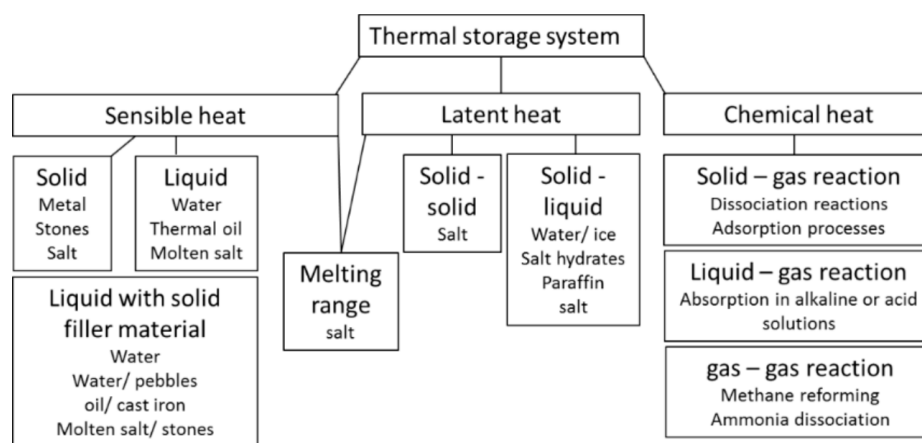 Thermal storage system
Sensible heat
Latent heat
Chemical heat
Solid
Metal
Stones
Salt
Liquid
Water
Thermal oil
Molten salt
Liquid with solid
filler material
Water
Water/ pebbles
oil/ cast iron
Molten salt/ stones
Melting
range
salt
Solid -
solid
Salt
Solid -
liquid
Water/ ice
Salt hydrates
Paraffin
salt
Solid – gas reaction
Dissociation reactions
Adsorption processes
Liquid – gas reaction
Absorption in alkaline or acid
solutions
gas – gas reaction
Methane reforming
Ammonia dissociation